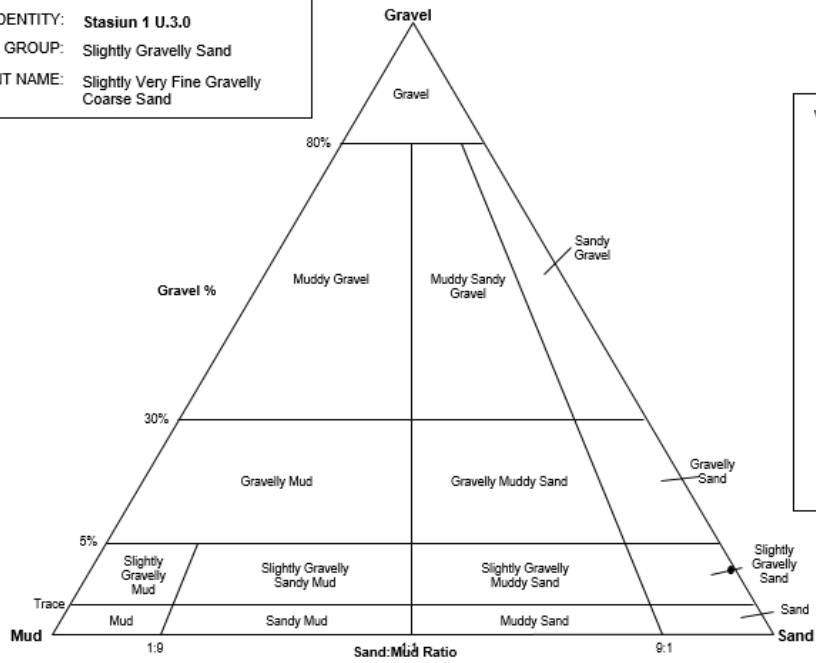 DENTITY: Stasiun 1 U.3.0
GROUP: Slightly Gravelly Sand
NT NAME: Slightly Very Fine Gravelly
Coarse Sand
Gravel
Gravel
80%
Sandy
Gravel
Muddy Gravel
Muddy Sandy
Gravel
Gravel %
30%
Gravelly Mud
Gravelly Muddy Sand
Gravelly
Sand
5%
Slightly
Gravelly
Mud
Slightly Gravelly
Sandy Mud
Slightly Gravelly
Muddy Sand
Slightly
Gravelly
Sand
Trace
Mud
Sandy Mud
Muddy Sand
Sand
Mud
Sand
1:9
9:1
Sand:Mud Ratio